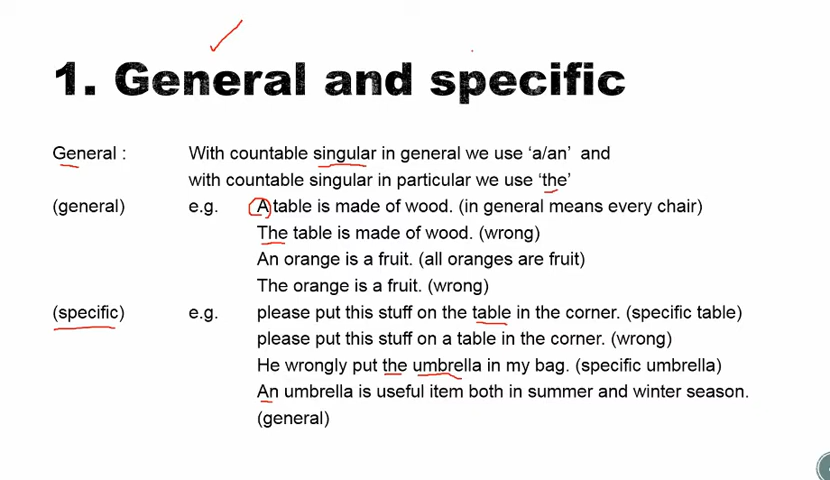 1. General and specific
General : With countable singular in general we use ‘a/an’ and
with countable singular in particular we use ‘the’
(general) e.g. A table is made of wood. (in general means every chair)
The table is made of wood. (wrong)
An orange is a fruit. (all oranges are fruit)
The orange is a fruit. (wrong)
(specific) e.g. please put this stuff on the table in the corner. (specific table)
please put this stuff on a table in the corner. (wrong)
He wrongly put the umbrella in my bag. (specific umbrella)
An umbrella is useful item both in summer and winter season.
(general)